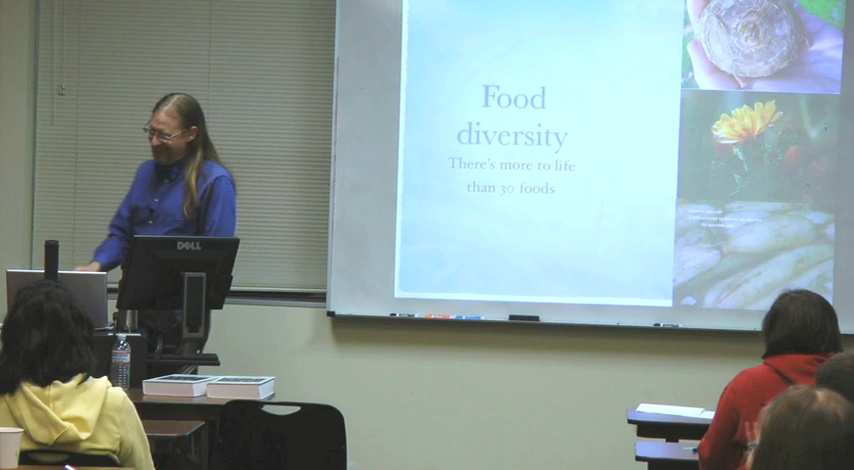 Food
diversity
There's more to life
than 30 foods
DELL